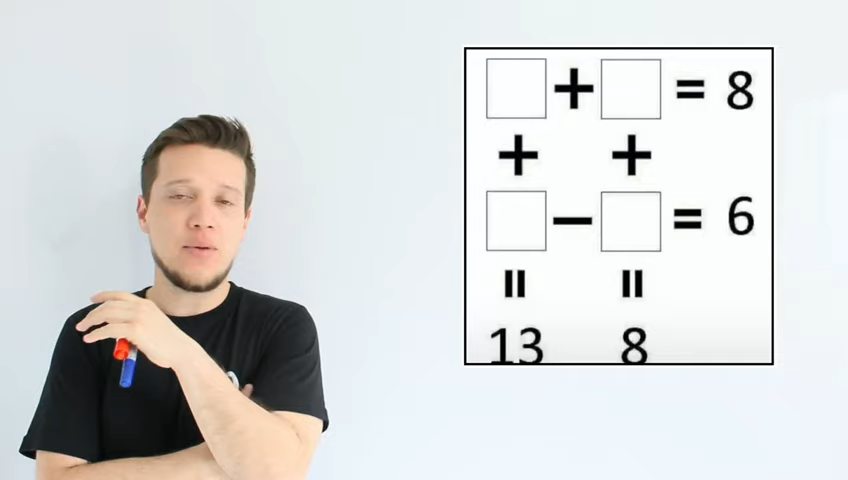 + = 8
+ +
− = 6
= =
13 8